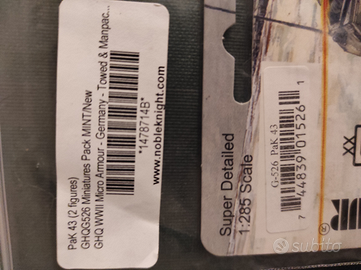 PaK 43 (2 figures)
GHQG526 Miniatures Pack MINT/New
GHQ WWII Micro Armour - Germany - Towed & Manpac...
*1478714B*
www.nobleknight.com
Super Detailed
1:285 Scale
G-526 PaK 43
7 44839 01526 1
subito